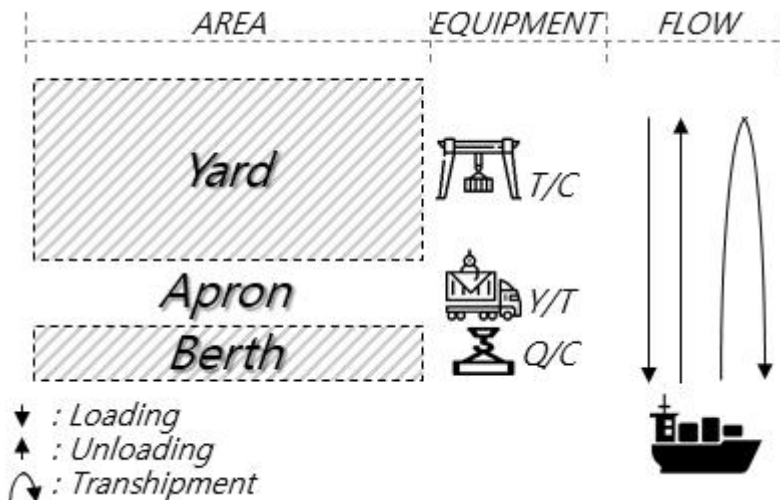 AREA EQUIPMENT FLOW
Yard
T/C
Apron
Y/T
Berth
Q/C
: Loading
: Unloading
: Transhipment